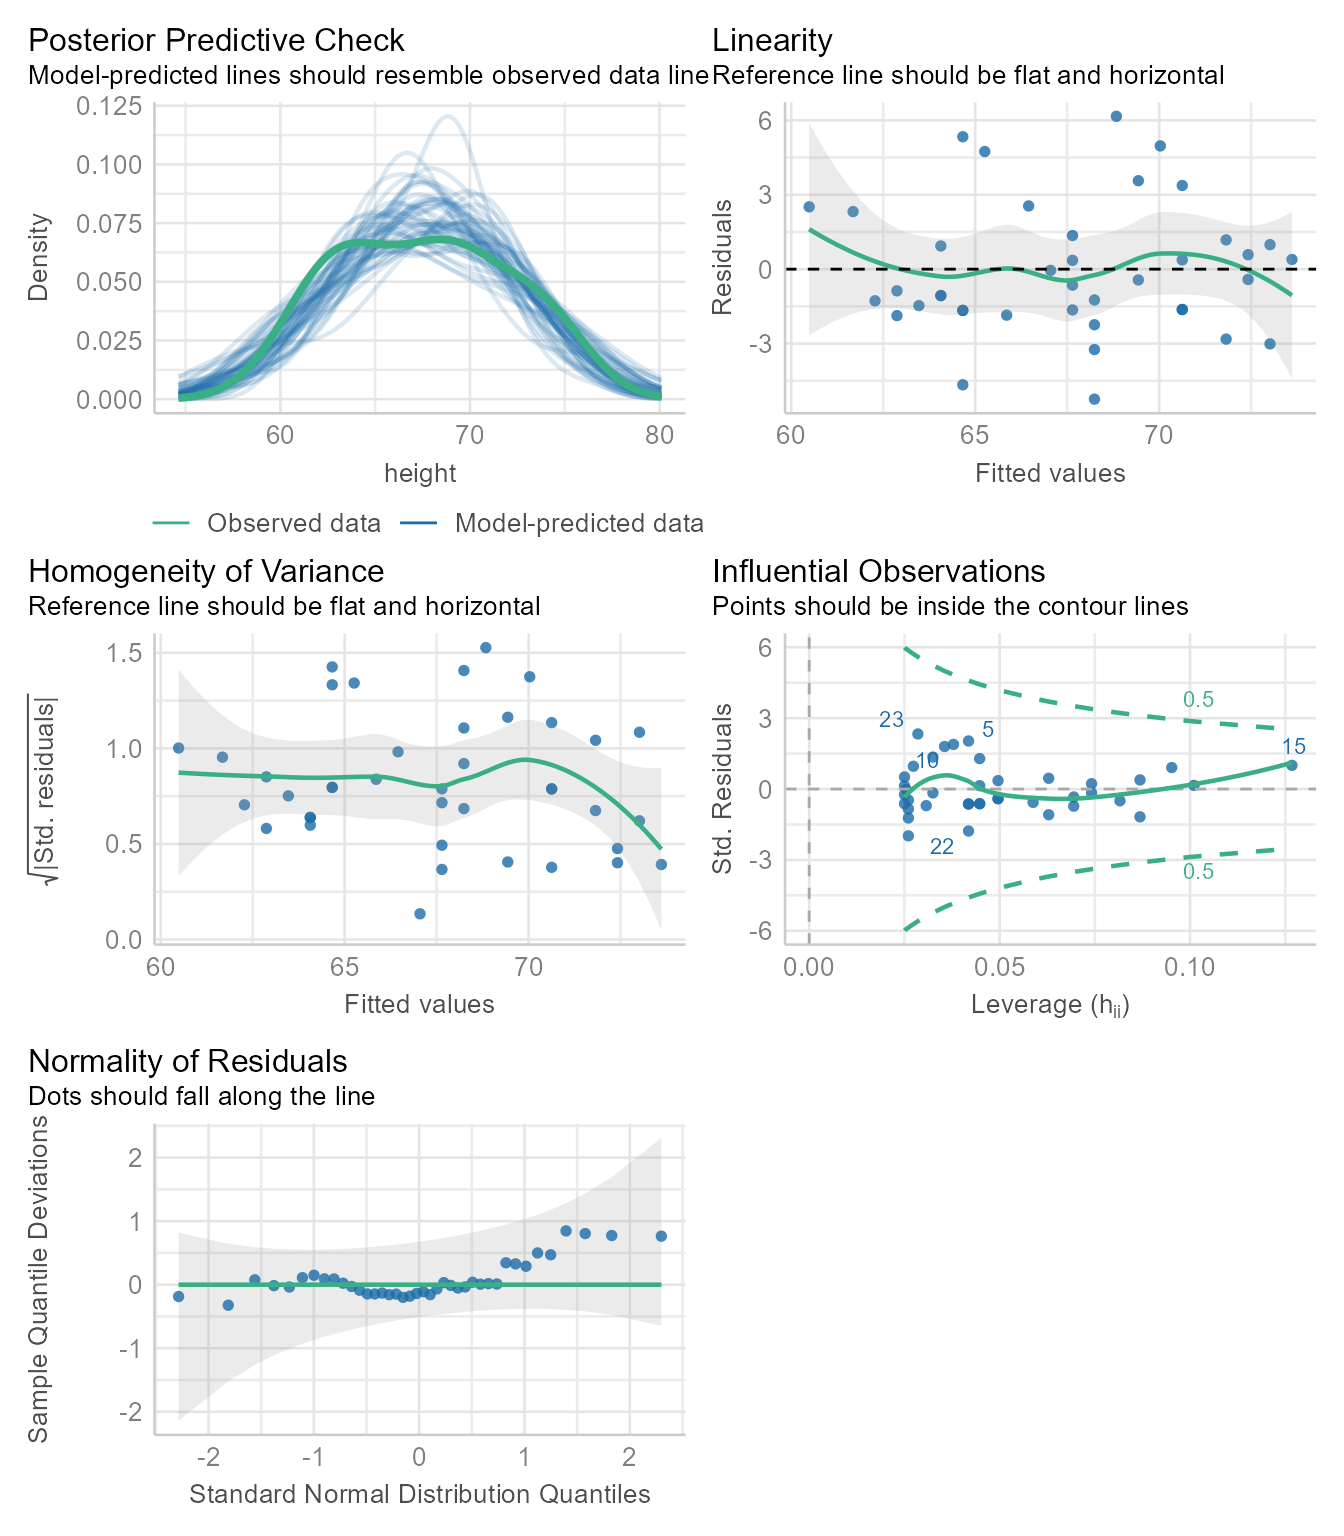 Posterior Predictive Check
Model-predicted lines should resemble observed data line
0.125
0.100
0.075
0.050
0.025
0.000
Density
60
70
80
height
Observed data
Model-predicted data
Linearity
Reference line should be flat and horizontal
6
3
0
-3
Residuals
60
65
70
Fitted values
Homogeneity of Variance
Reference line should be flat and horizontal
1.5
1.0
0.5
0.0
√|Std. residuals|
60
65
70
Fitted values
Influential Observations
Points should be inside the contour lines
6
3
0
-3
-6
Std. Residuals
0.5
23
5
15
10
22
0.5
0.00
0.05
0.10
Leverage (hii)
Normality of Residuals
Dots should fall along the line
2
1
0
-1
-2
Sample Quantile Deviations
-2
-1
0
1
2
Standard Normal Distribution Quantiles